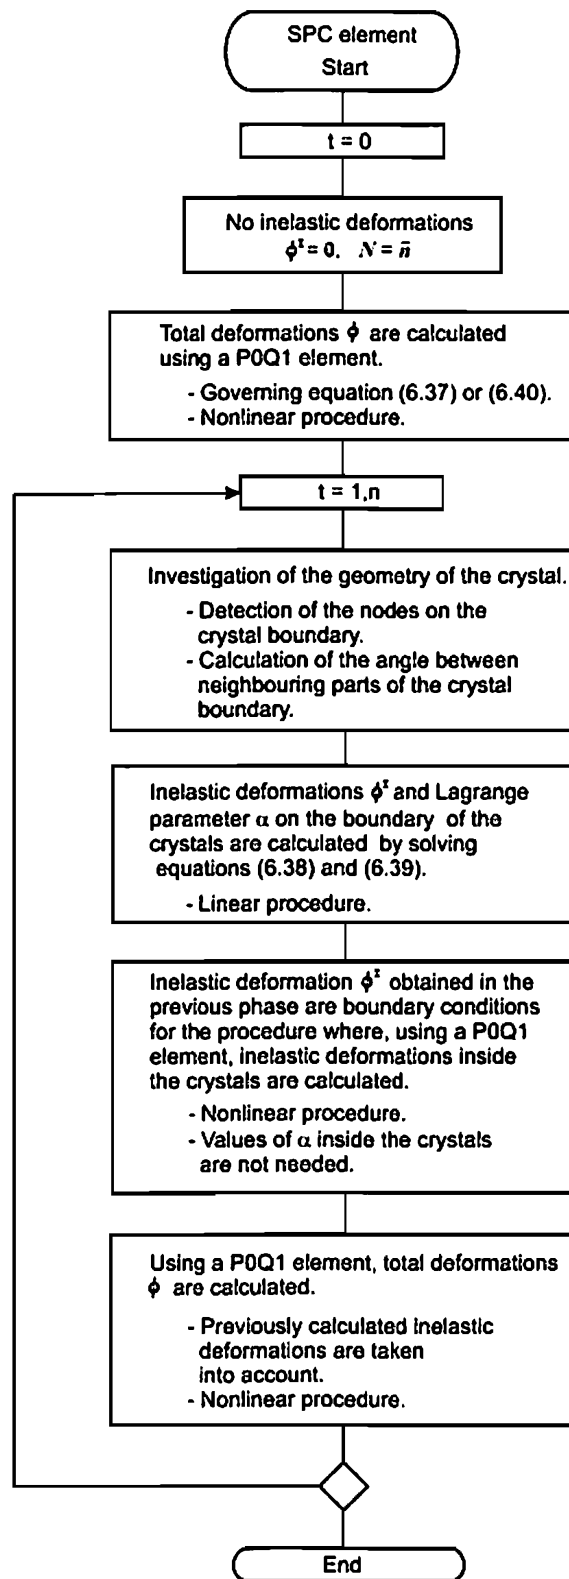 SPC element
Start
t = 0
No inelastic deformations
ϕᴵ = 0, N = n̄
Total deformations ϕ are calculated
using a P0Q1 element.
- Governing equation (6.37) or (6.40).
- Nonlinear procedure.
t = 1,n
Investigation of the geometry of the crystal.
- Detection of the nodes on the
crystal boundary.
- Calculation of the angle between
neighbouring parts of the crystal
boundary.
Inelastic deformations ϕᴵ and Lagrange
parameter α on the boundary of the
crystals are calculated by solving
equations (6.38) and (6.39).
- Linear procedure.
Inelastic deformation ϕᴵ obtained in the
previous phase are boundary conditions
for the procedure where, using a P0Q1
element, inelastic deformations inside
the crystals are calculated.
- Nonlinear procedure.
- Values of α inside the crystals
are not needed.
Using a P0Q1 element, total deformations
ϕ are calculated.
- Previously calculated inelastic
deformations are taken
into account.
- Nonlinear procedure.
End